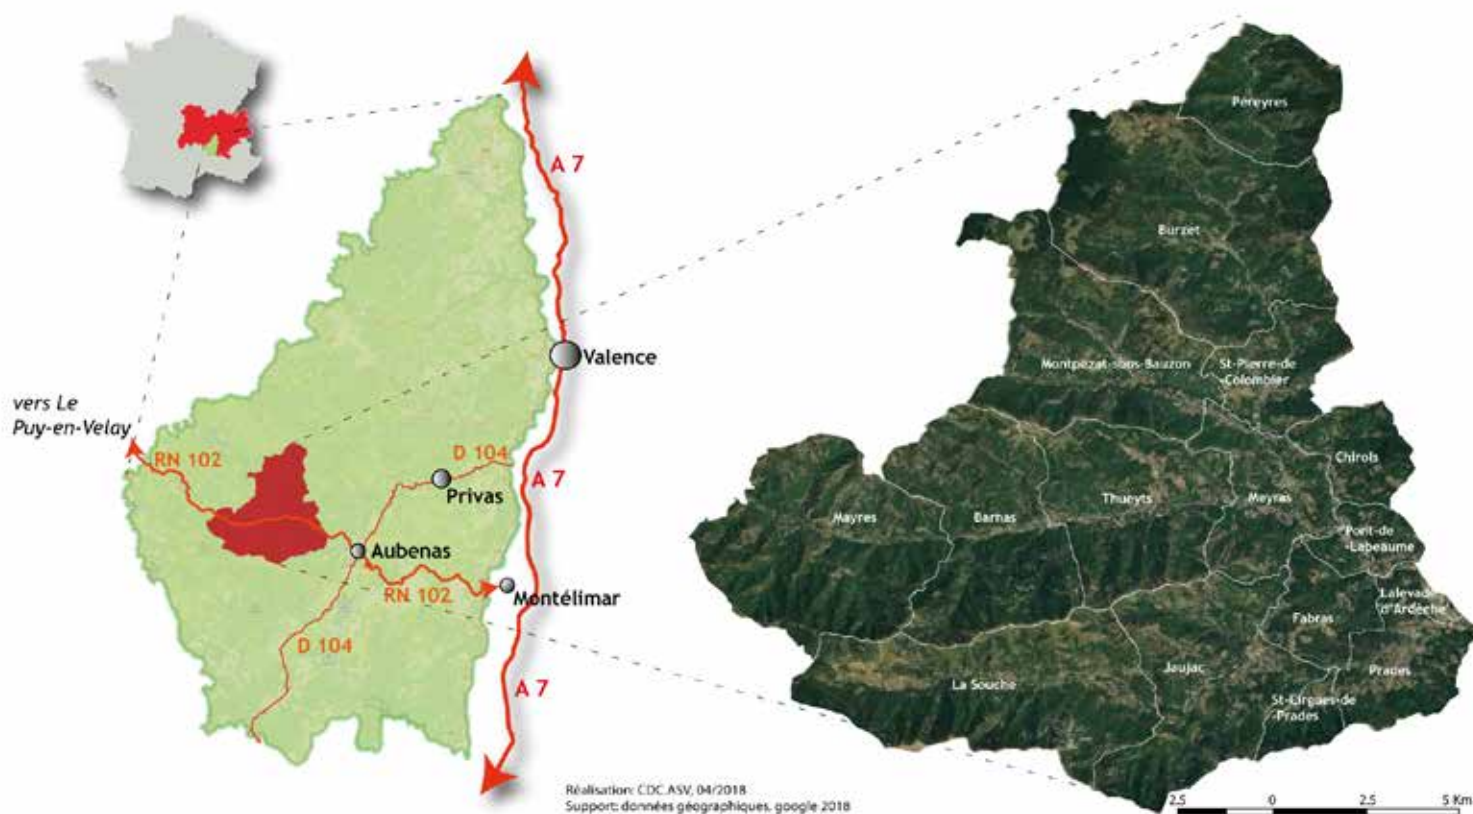 A 7
Valence
vers Le
Puy-en-Velay
RN 102
D 104
A 7
Privas
Aubenas
RN 102
Montélimar
D 104
A 7
Péreyres
Burzet
Montpezat-sous-Bauzon
St-Pierre-de
-Colombier
Chirols
Mayres
Barnas
Thueyts
Meyras
Pont-de
-Labeaume
Lalevade
d'Ardèche
Fabras
La Souche
Jaujac
Prades
St-Cirgues-de
-Prades
Réalisation: CDC ASV, 04/2018
Support: données géographiques, google 2018
2.5 0 2.5 5 Km